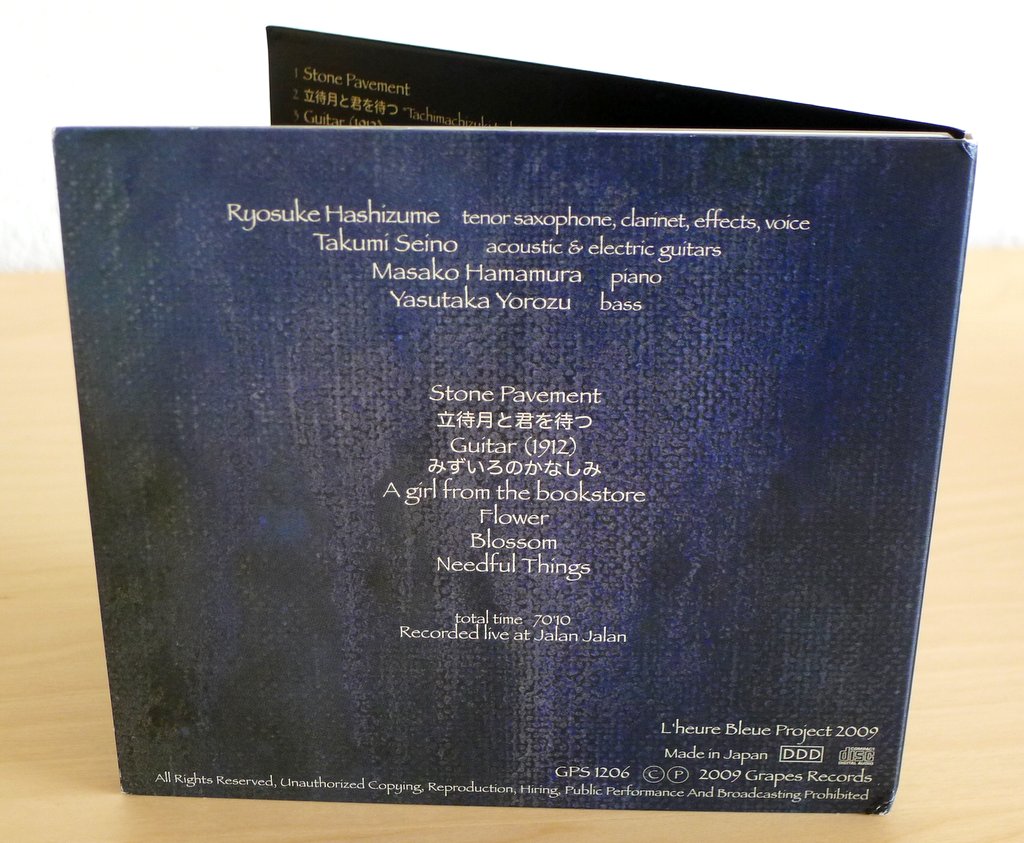 1 Stone Pavement
2 立待月と君を待つ "Tachimachizuki
3 Guitar (1912)
Ryosuke Hashizume tenor saxophone, clarinet, effects, voice
Takumi Seino acoustic & electric guitars
Masako Hamamura piano
Yasutaka Yorozu bass
Stone Pavement
立待月と君を待つ
Guitar (1912)
みずいろのかなしみ
A girl from the bookstore
Flower
Blossom
Needful Things
total time 70'10
Recorded live at Jalan Jalan
L'heure Bleue Project 2009
Made in Japan DDD COMPACT disc DIGITAL AUDIO
GPS 1206 Ⓒ Ⓟ 2009 Grapes Records
All Rights Reserved, Unauthorized Copying, Reproduction, Hiring, Public Performance And Broadcasting Prohibited